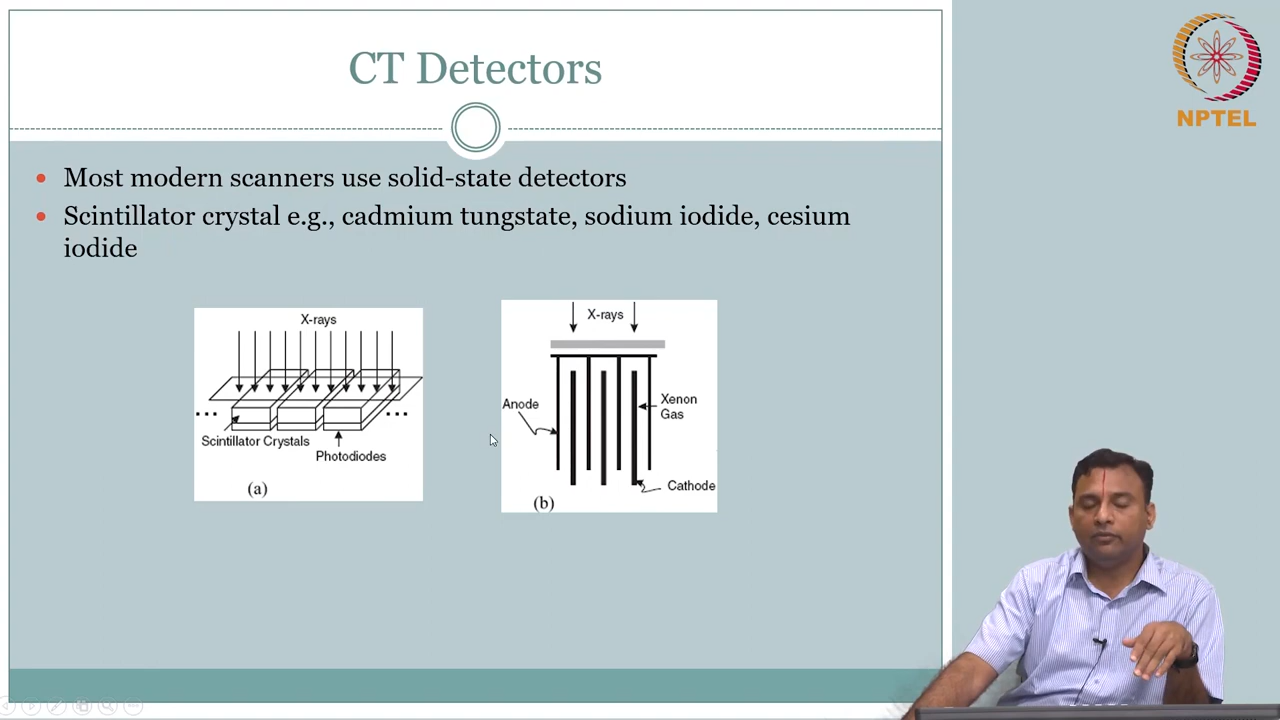 CT Detectors
NPTEL
• Most modern scanners use solid-state detectors
• Scintillator crystal e.g., cadmium tungstate, sodium iodide, cesium
iodide
X-rays
Scintillator Crystals
Photodiodes
(a)
X-rays
Anode
Xenon
Gas
Cathode
(b)